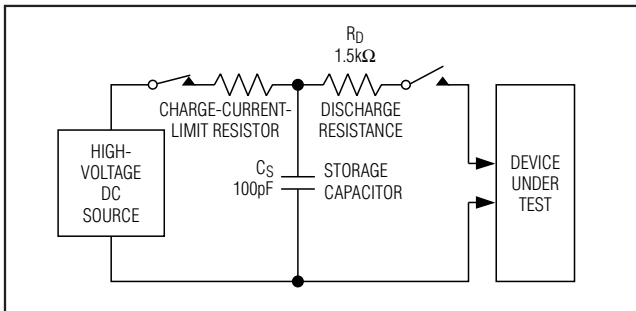 R_D
1.5kΩ
CHARGE-CURRENT-
LIMIT RESISTOR
DISCHARGE
RESISTANCE
HIGH-
VOLTAGE
DC
SOURCE
C_S
100pF
STORAGE
CAPACITOR
DEVICE
UNDER
TEST